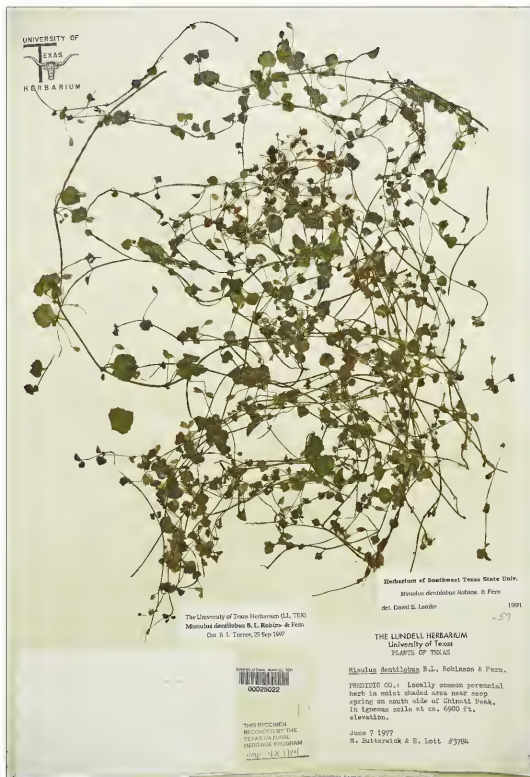 UNIVERSITY OF
TEXAS
HERBARIUM
Herbarium of Southwest Texas State Univ.
Mimulus dentilobus Robins. & Fern
det. David E. Lemke 1991
-57
The University of Texas Herbarium (LL, TEX)
Mimulus dentilobus B. L. Robins. & Fern
Det. B. L. Turner, 25 Sep 1997
THE LUNDELL HERBARIUM
University of Texas
PLANTS OF TEXAS
Mimulus dentilobus B.L. Robinson & Fern.
PRESIDIO CO.: Locally common perennial
herb in moist shaded area near seep
spring on south side of Chinati Peak.
In igneous soils at ca. 6900 ft.
elevation.
June 7 1977
M. Butterwick & E. Lott #3784
00025022
THIS SPECIMEN
RECORDED BY THE
TEXAS NATURAL
HERITAGE PROGRAM